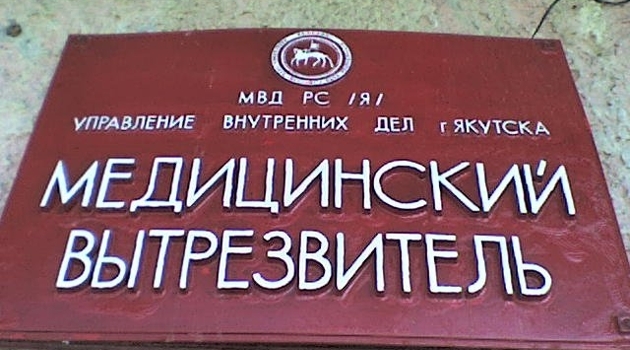 МВД РС /Я/
УПРАВЛЕНИЕ ВНУТРЕННИХ ДЕЛ г ЯКУТСКА
МЕДИЦИНСКИЙ
ВЫТРЕЗВИТЕЛЬ